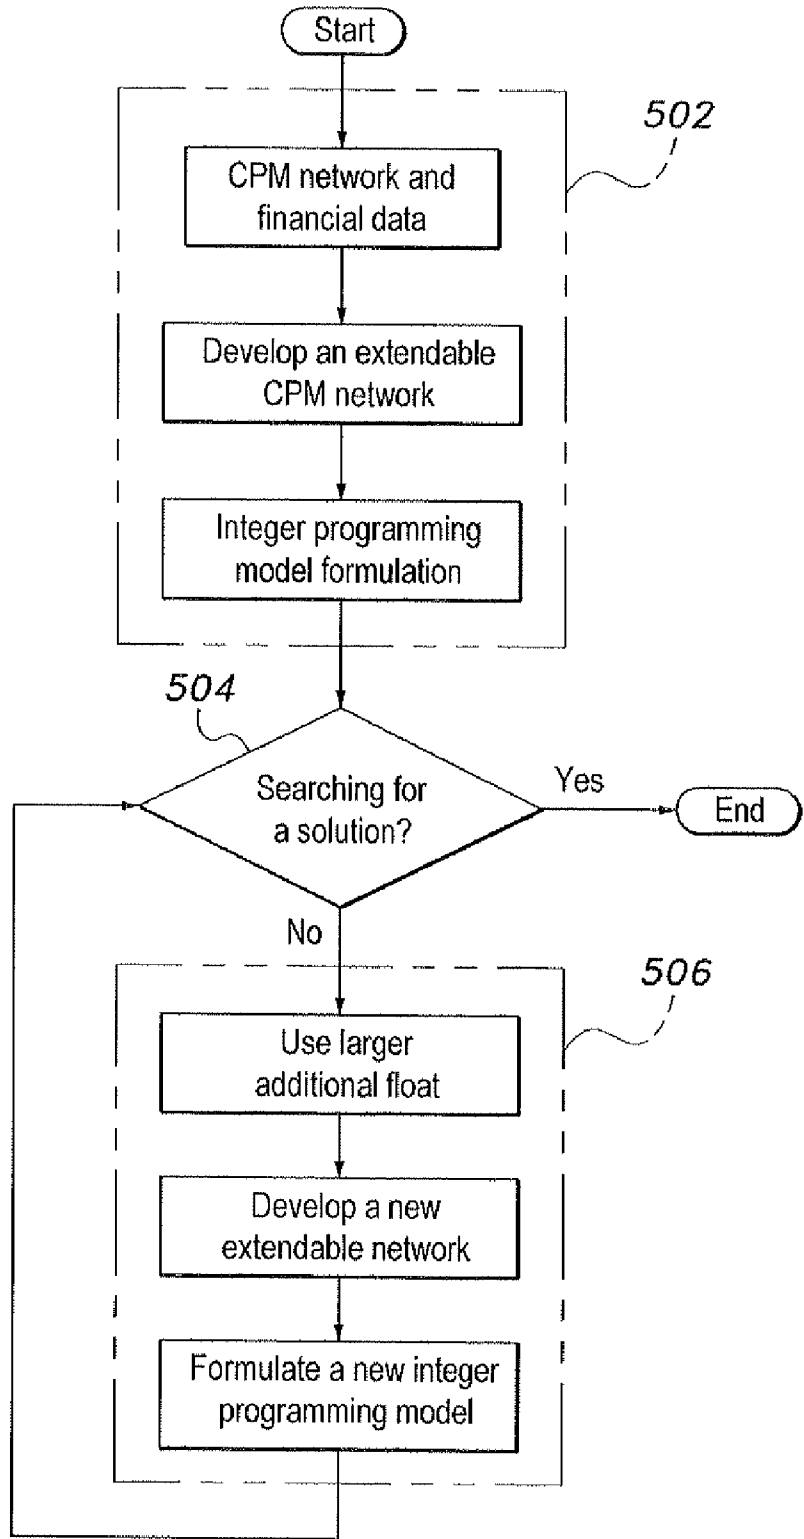 Start
502
CPM network and
financial data
Develop an extendable
CPM network
Integer programming
model formulation
504
Searching for
a solution?
Yes
End
No
506
Use larger
additional float
Develop a new
extendable network
Formulate a new integer
programming model